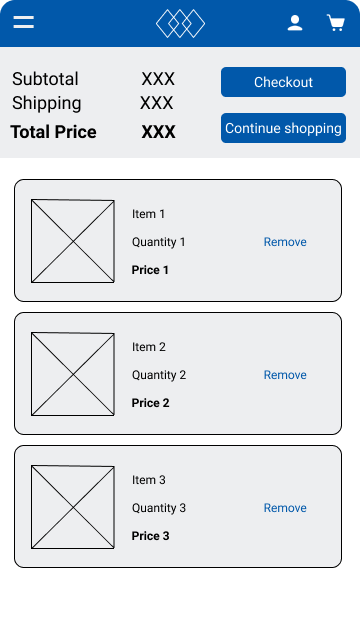 Subtotal XXX
Shipping XXX
Total Price XXX
Checkout
Continue shopping
Item 1
Quantity 1
Remove
Price 1
Item 2
Quantity 2
Remove
Price 2
Item 3
Quantity 3
Remove
Price 3